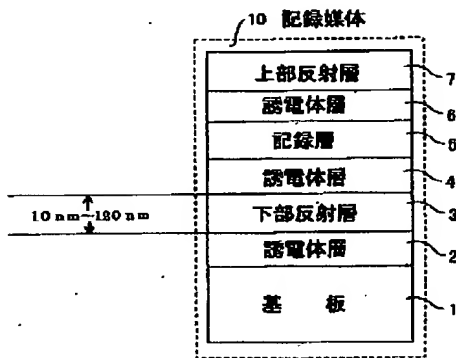 10 記録媒体
上部反射層 7
誘電体層 6
記録層 5
誘電体層 4
10nm~120nm 下部反射層 3
誘電体層 2
基 板 1